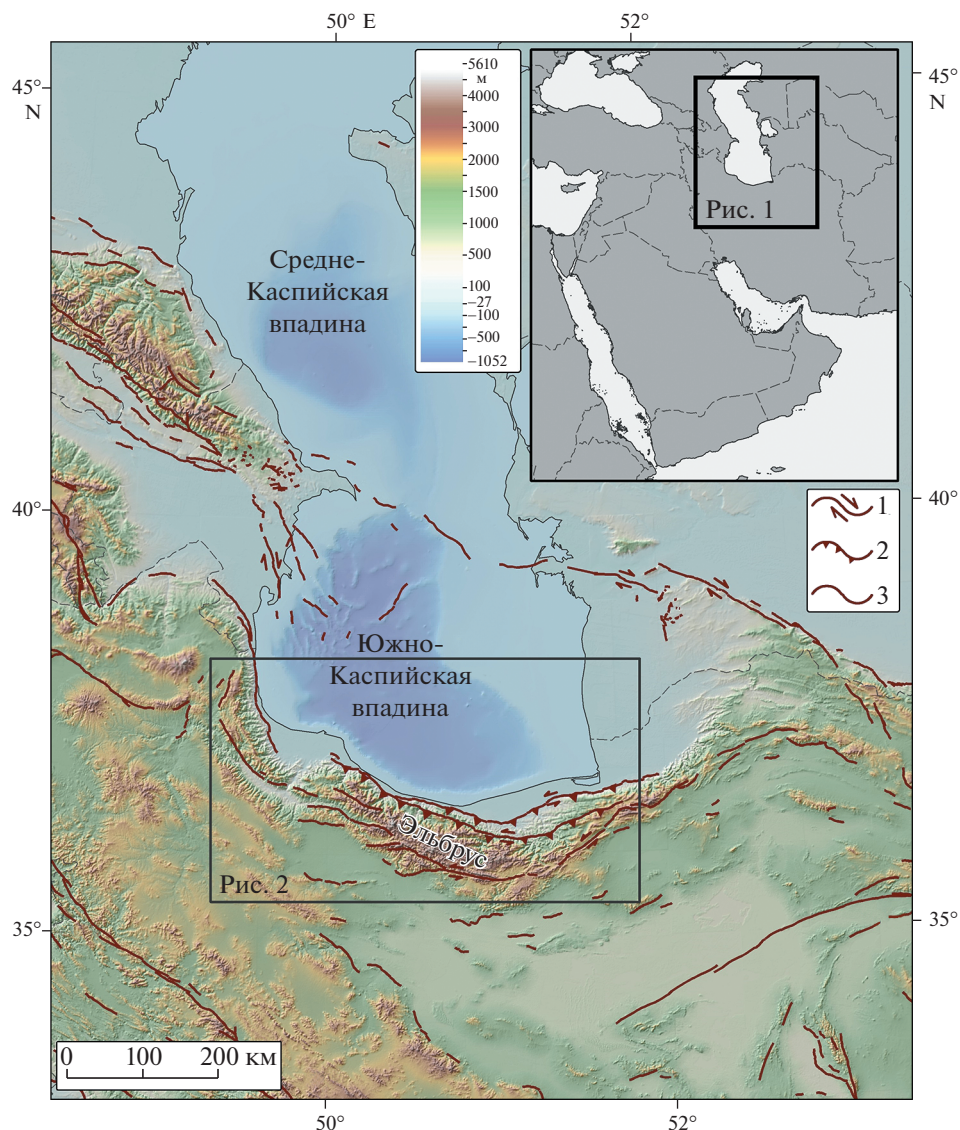 50° E
52°
45°
N
5610
м
4000
3000
2000
1500
1000
500
100
−27
−100
−500
−1052
45°
N
Рис. 1
Средне-
Каспийская
впадина
40°
40°
1
2
3
Южно-
Каспийская
впадина
Эльбрус
Рис. 2
35°
35°
0 100 200 км
50°
52°